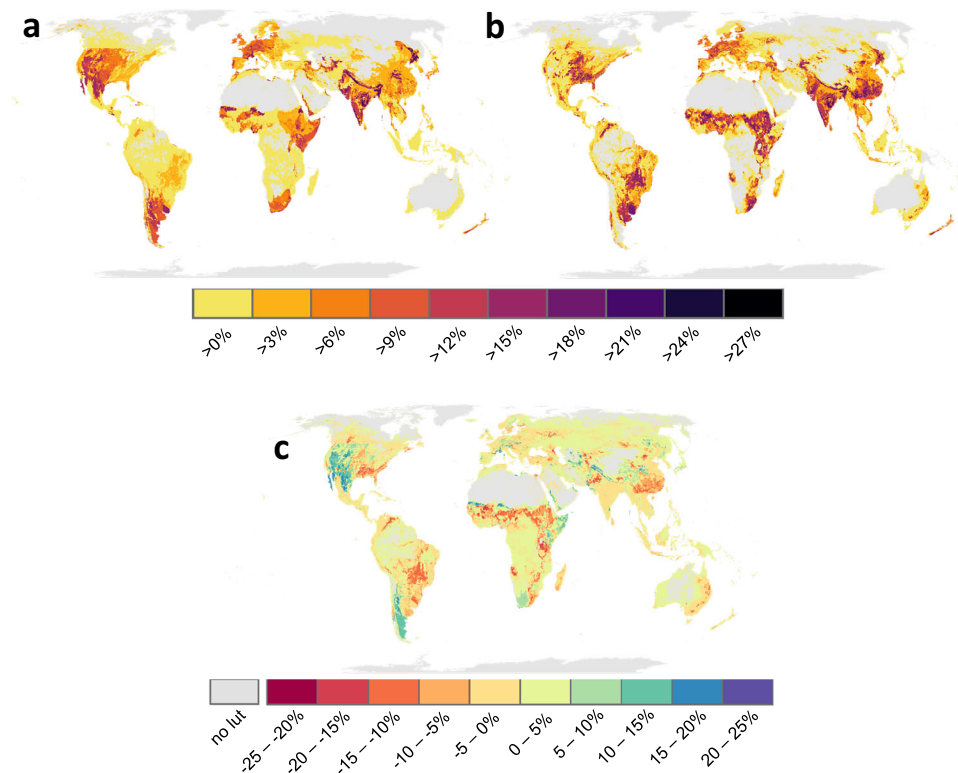 a
b
>0%
>3%
>6%
>9%
>12%
>15%
>18%
>21%
>24%
>27%
c
no lut
-25 – -20%
-20 – -15%
-15 – -10%
-10 – -5%
-5 – 0%
0 – 5%
5 – 10%
10 – 15%
15 – 20%
20 – 25%